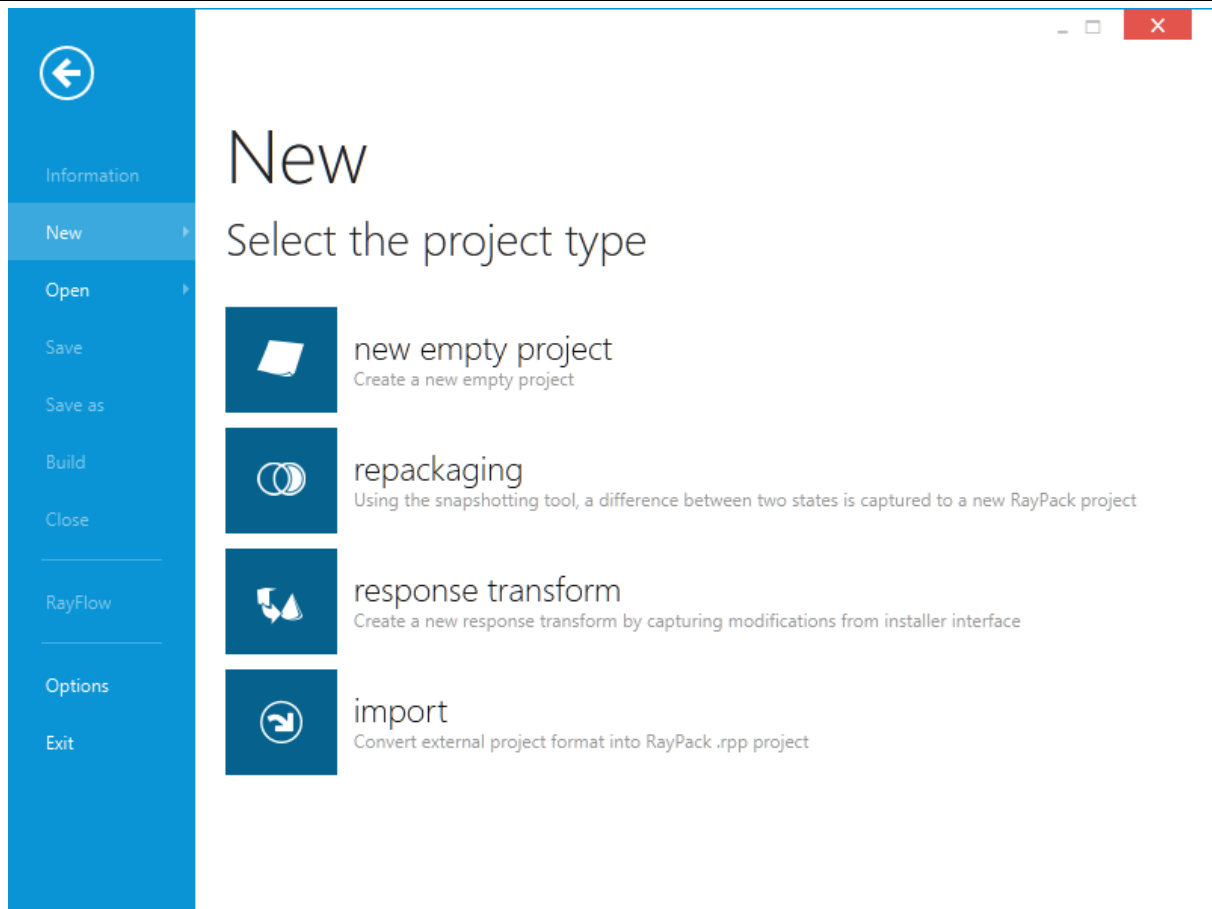 Information
New
Open
Save
Save as
Build
Close
RayFlow
Options
Exit
New
Select the project type
new empty project
Create a new empty project
repackaging
Using the snapshotting tool, a difference between two states is captured to a new RayPack project
response transform
Create a new response transform by capturing modifications from installer interface
import
Convert external project format into RayPack .rpp project